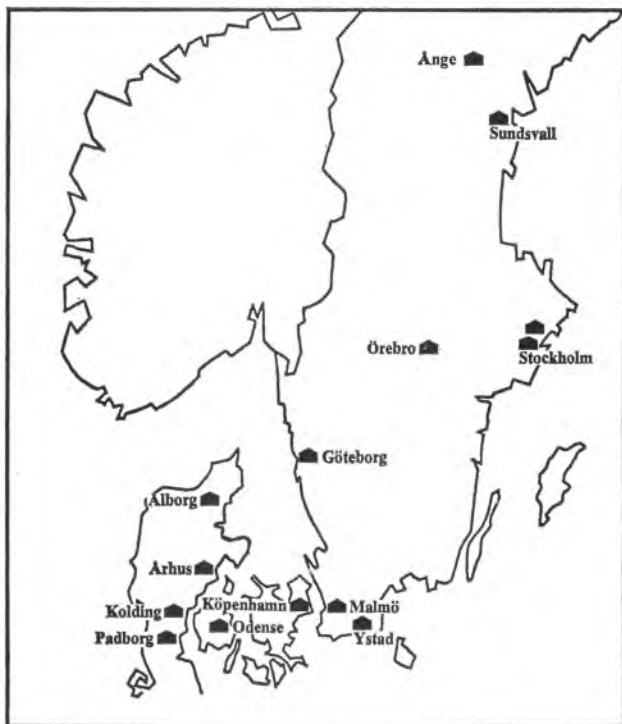 Ånge
Sundsvall
Örebro
Stockholm
Göteborg
Ålborg
Århus
Kolding
Köpenhamn
Malmö
Odense
Ystad
Padborg